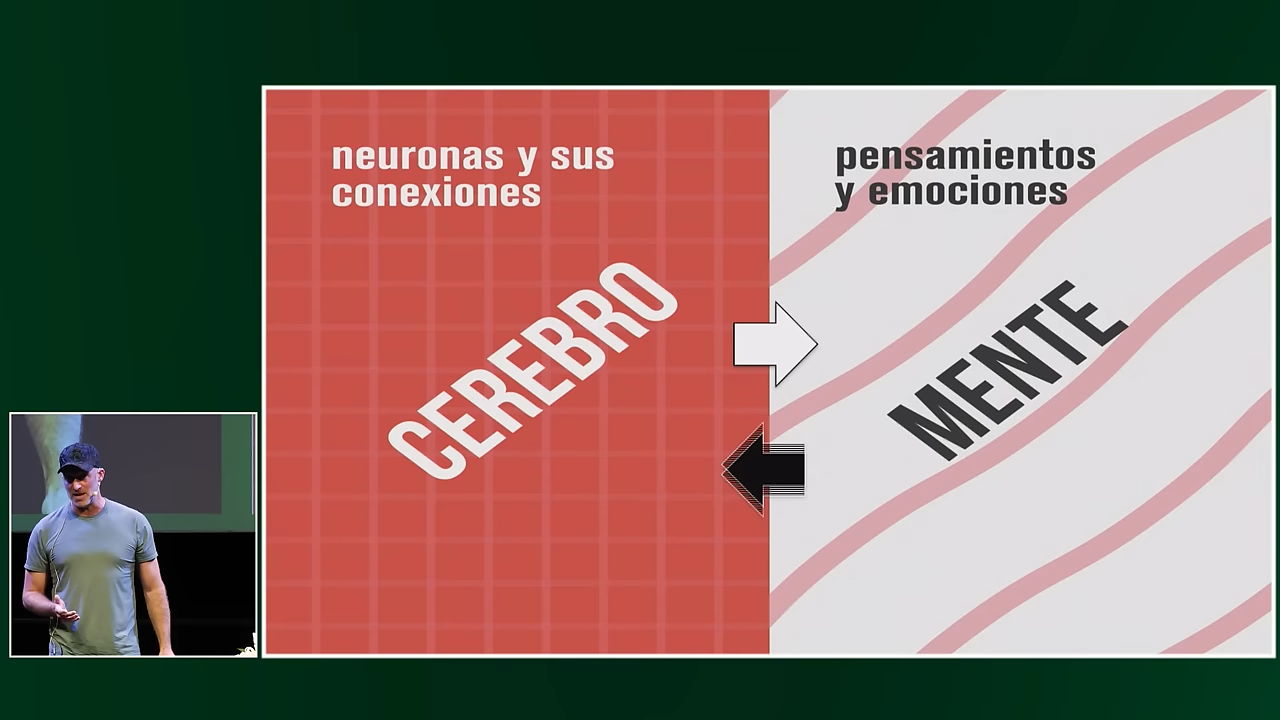 neuronas y sus
conexiones
CEREBRO
pensamientos
y emociones
MENTE